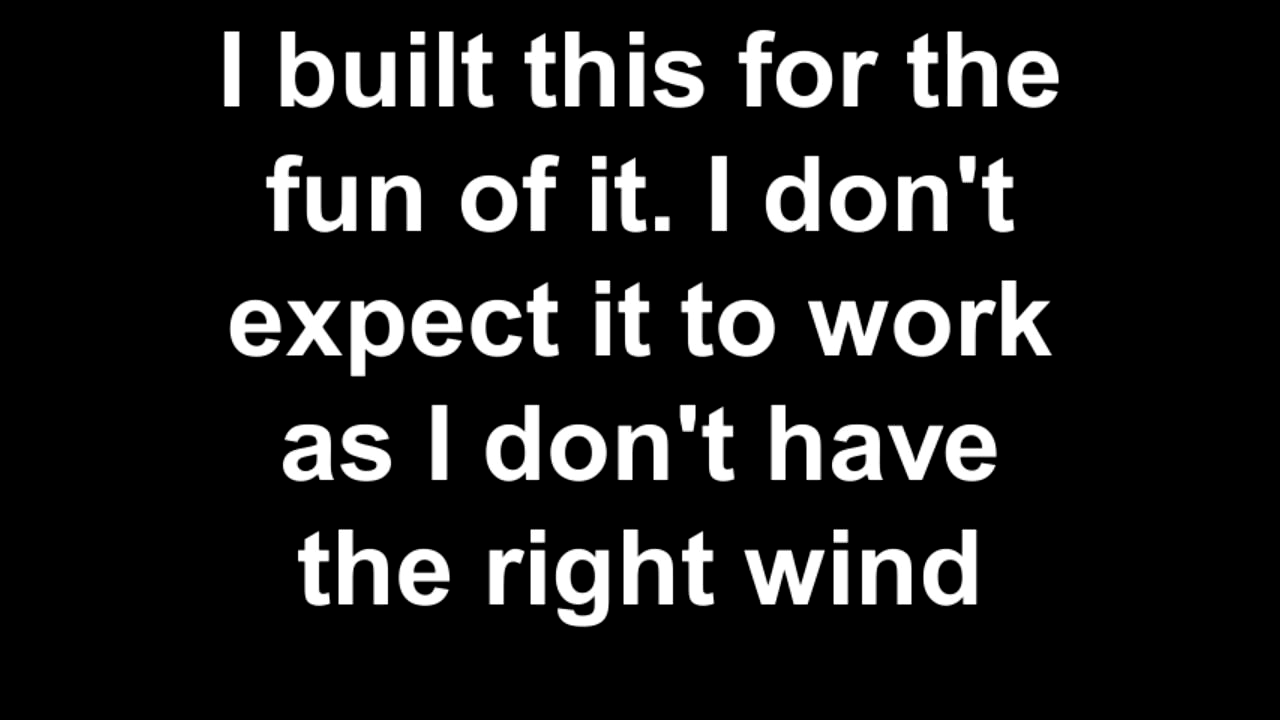 I built this for the
fun of it. I don't
expect it to work
as I don't have
the right wind